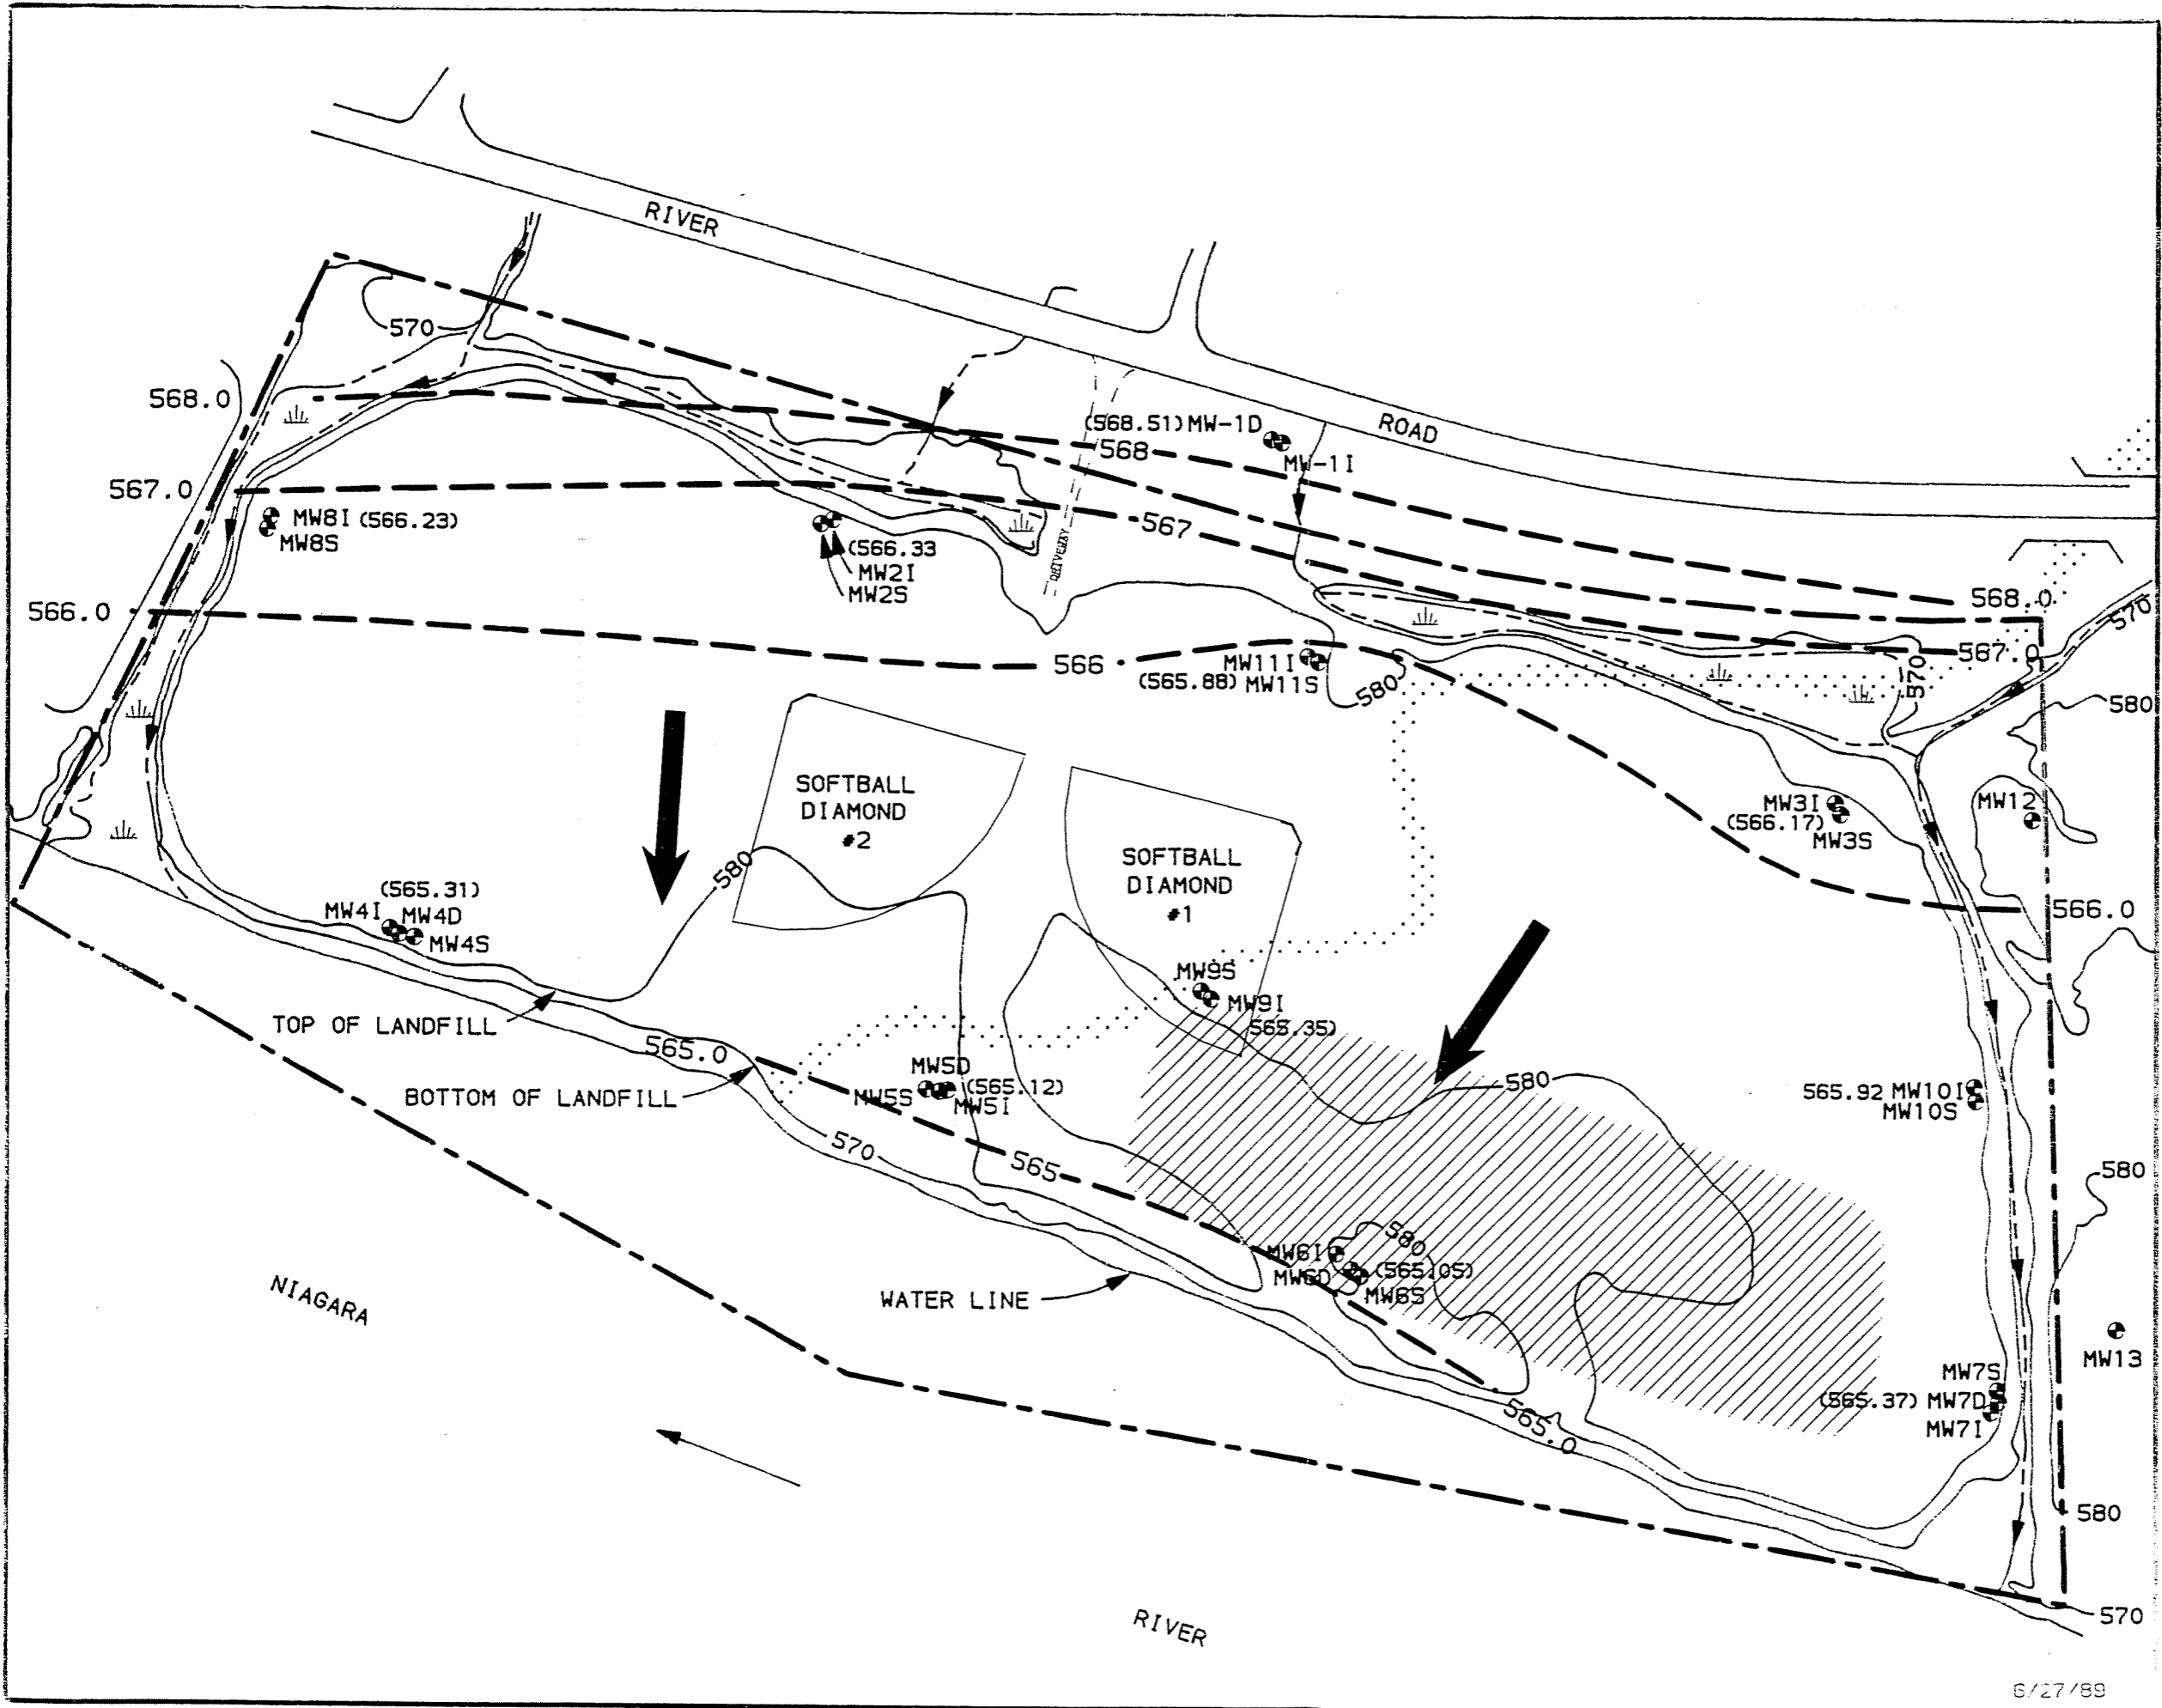 RIVER
ROAD
570
568.0
(568.51) MW-1D
568
MW-1I
567.0
MW8I (566.23)
MW8S
567
(566.33
MW2I
MW2S
DRIVEWAY
568.0
570
566.0
566
MW11I
(565.88) MW11S
580
567.0
570
580
SOFTBALL
DIAMOND
#2
MW3I
(566.17)
MW3S
MW12
580
SOFTBALL
DIAMOND
#1
(565.31)
MW4I MW4D
MW4S
566.0
MW9S
MW9I
565.35)
TOP OF LANDFILL
565.0
MW5D
MW5S (565.12)
MW5I
BOTTOM OF LANDFILL
580
565.92 MW10I
MW10S
570
565
580
NIAGARA
WATER LINE
580
MW6I
MW6D (565.05)
MW6S
MW13
MW7S
(565.37) MW7D
MW7I
565.0
580
570
RIVER
6/27/89